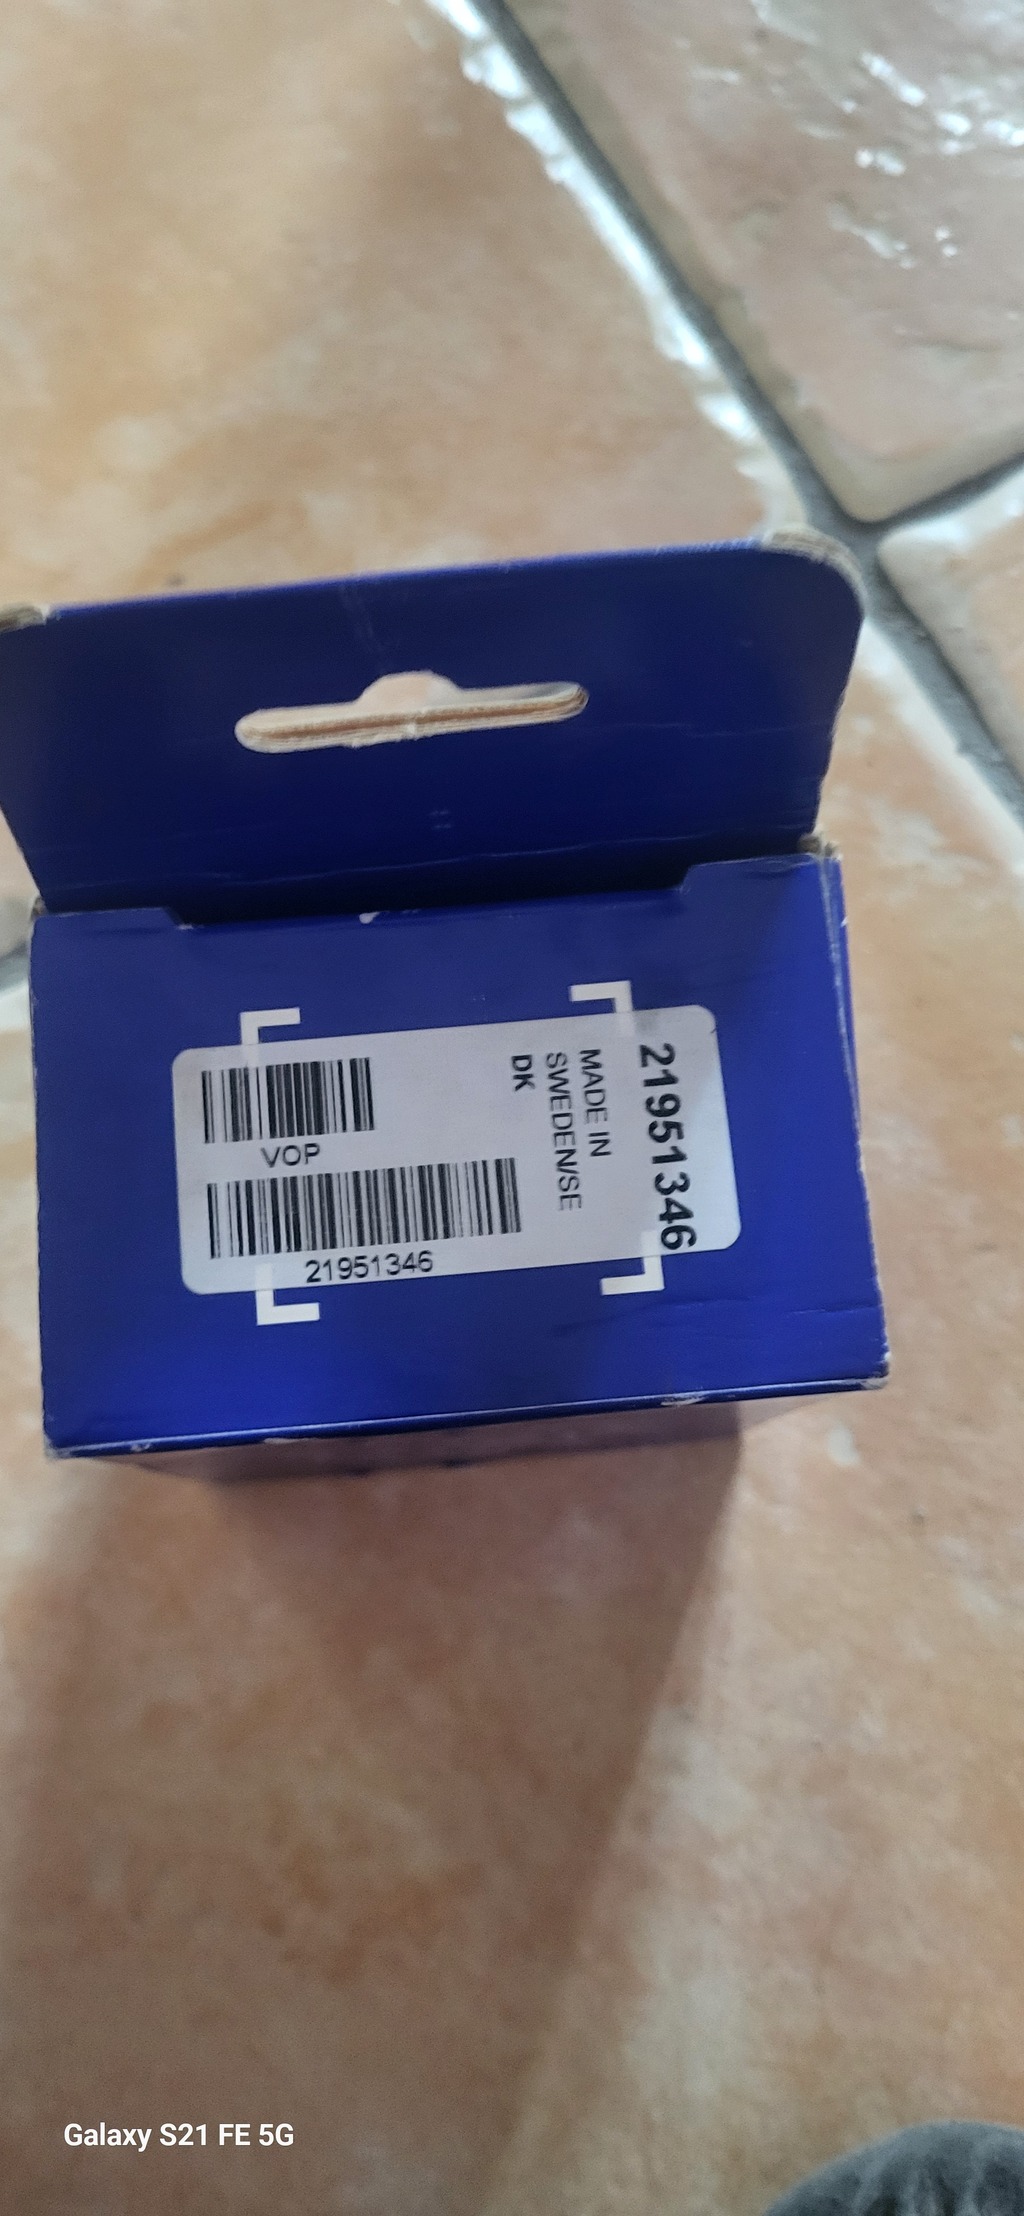 VOP
21951346
DK
MADE IN
SWEDEN/SE
21951346
Galaxy S21 FE 5G